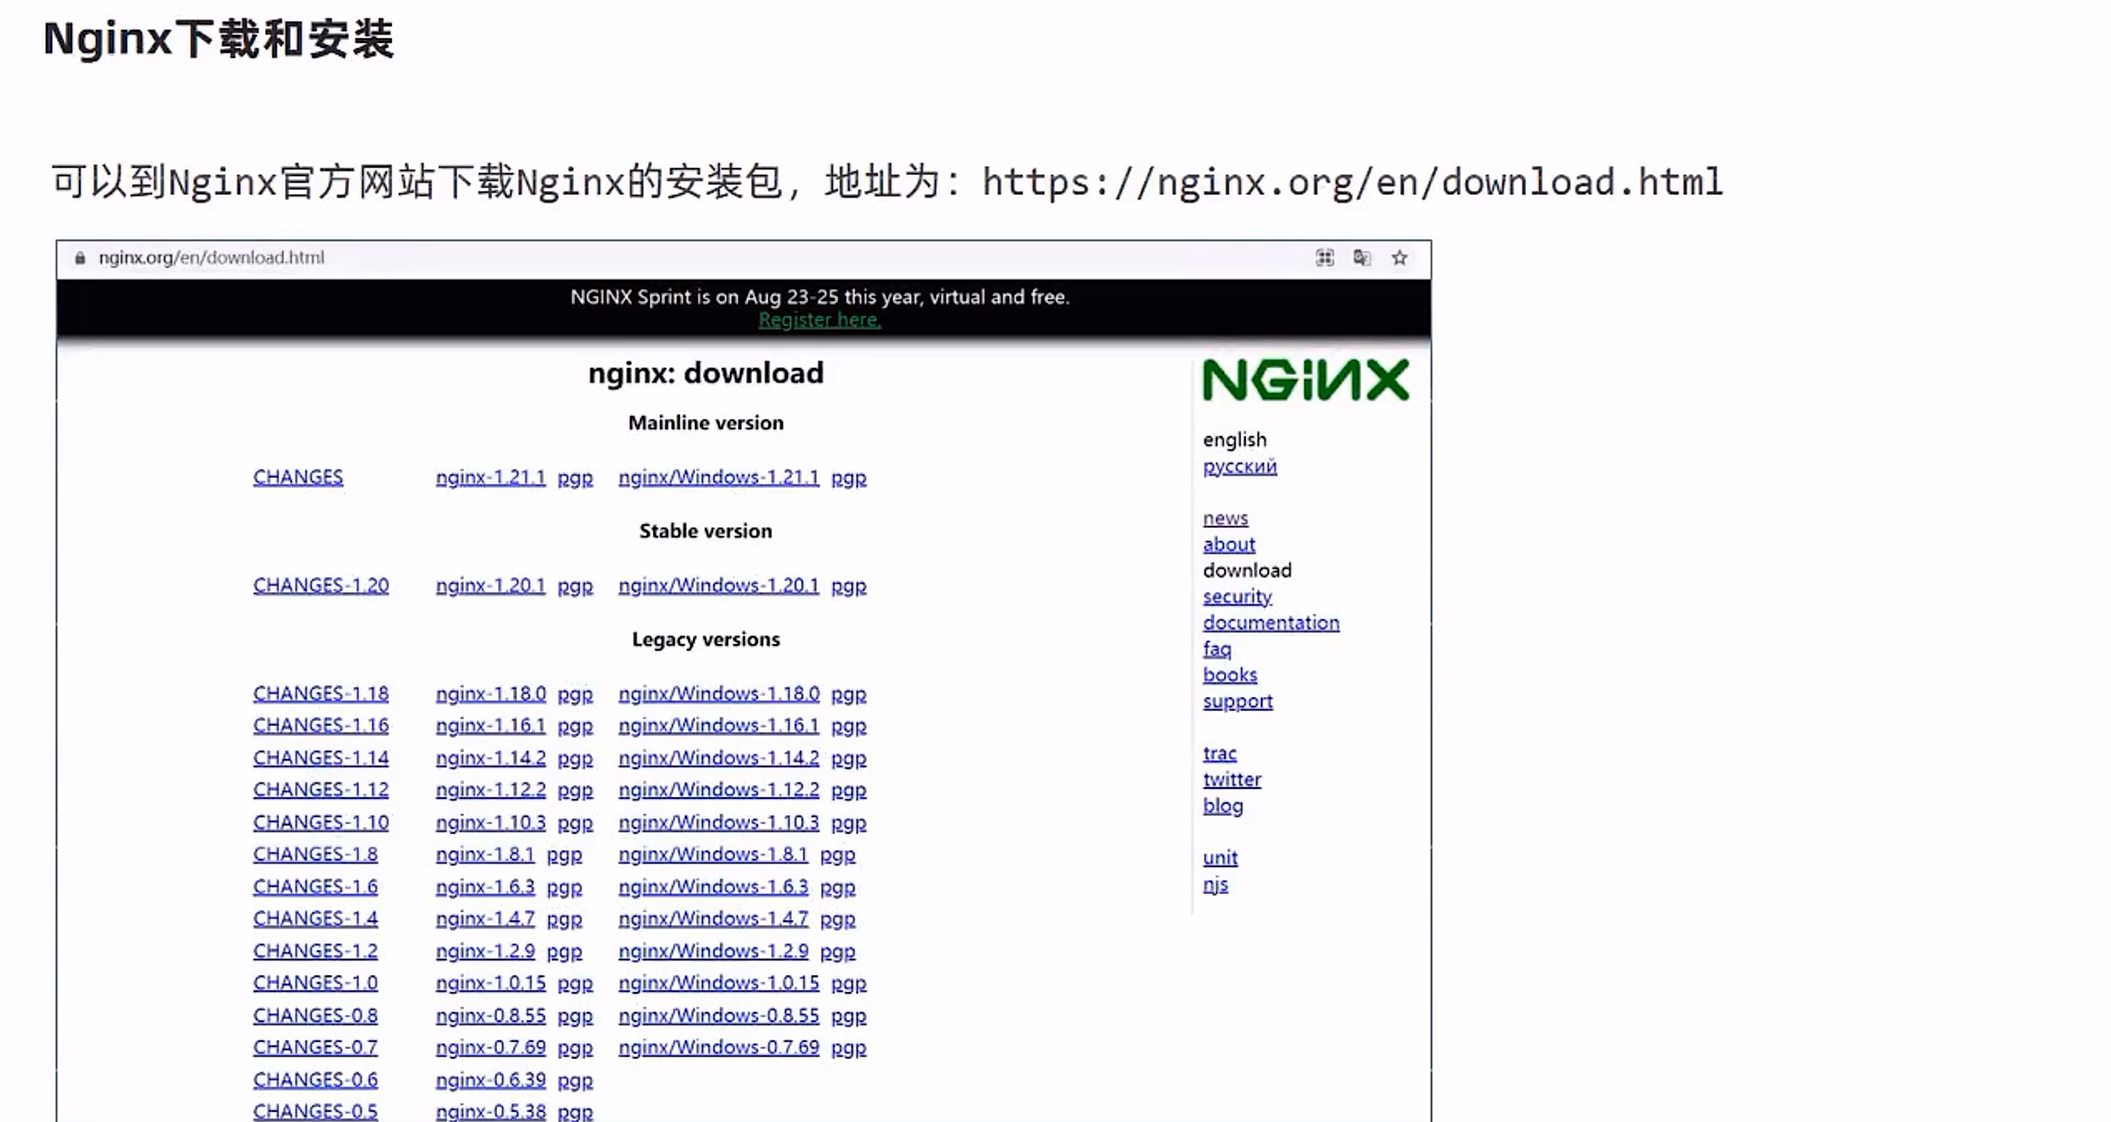 Nginx下载和安装
可以到Nginx官方网站下载Nginx的安装包，地址为：https://nginx.org/en/download.html
nginx.org/en/download.html
NGINX Sprint is on Aug 23-25 this year, virtual and free.
Register here.
nginx: download
Mainline version
CHANGES nginx-1.21.1 pgp nginx/Windows-1.21.1 pgp
Stable version
CHANGES-1.20 nginx-1.20.1 pgp nginx/Windows-1.20.1 pgp
Legacy versions
CHANGES-1.18 nginx-1.18.0 pgp nginx/Windows-1.18.0 pgp
CHANGES-1.16 nginx-1.16.1 pgp nginx/Windows-1.16.1 pgp
CHANGES-1.14 nginx-1.14.2 pgp nginx/Windows-1.14.2 pgp
CHANGES-1.12 nginx-1.12.2 pgp nginx/Windows-1.12.2 pgp
CHANGES-1.10 nginx-1.10.3 pgp nginx/Windows-1.10.3 pgp
CHANGES-1.8 nginx-1.8.1 pgp nginx/Windows-1.8.1 pgp
CHANGES-1.6 nginx-1.6.3 pgp nginx/Windows-1.6.3 pgp
CHANGES-1.4 nginx-1.4.7 pgp nginx/Windows-1.4.7 pgp
CHANGES-1.2 nginx-1.2.9 pgp nginx/Windows-1.2.9 pgp
CHANGES-1.0 nginx-1.0.15 pgp nginx/Windows-1.0.15 pgp
CHANGES-0.8 nginx-0.8.55 pgp nginx/Windows-0.8.55 pgp
CHANGES-0.7 nginx-0.7.69 pgp nginx/Windows-0.7.69 pgp
CHANGES-0.6 nginx-0.6.39 pgp
CHANGES-0.5 nginx-0.5.38 pgp
NGINX
english
русский
news
about
download
security
documentation
faq
books
support
trac
twitter
blog
unit
njs